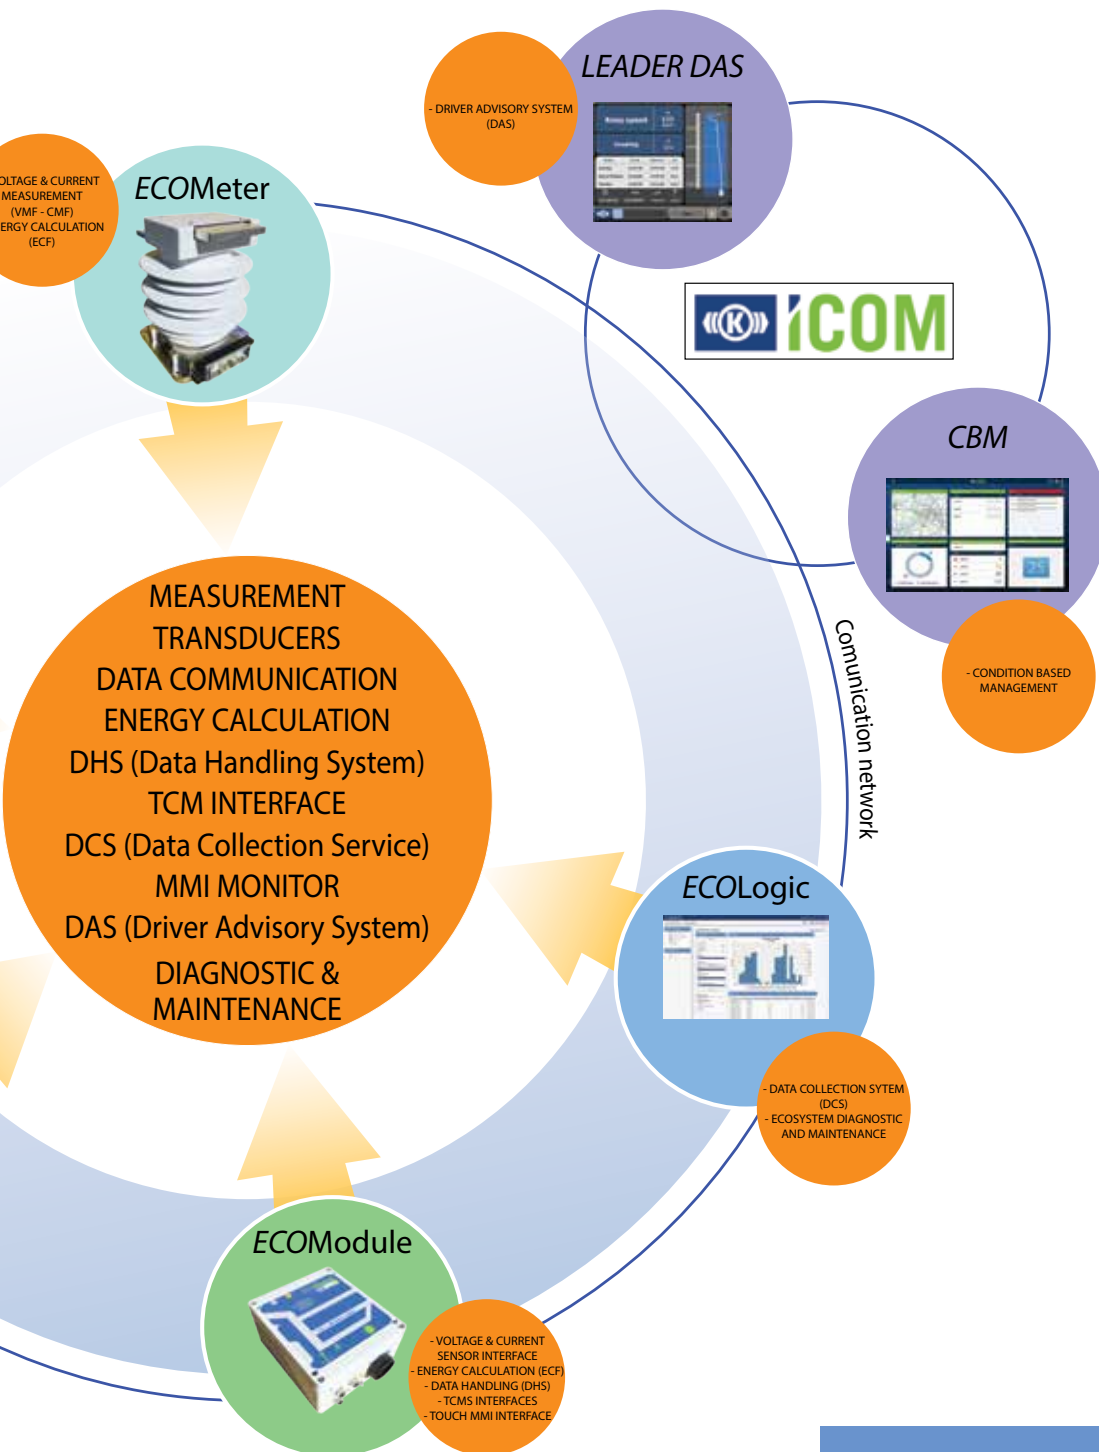 LEADER DAS
- DRIVER ADVISORY SYSTEM
(DAS)
ECOMeter
VOLTAGE & CURRENT
MEASUREMENT
(VMF - CMF)
ENERGY CALCULATION
(ECF)
K iCOM
CBM
- CONDITION BASED
MANAGEMENT
Comunication network
MEASUREMENT
TRANSDUCERS
DATA COMMUNICATION
ENERGY CALCULATION
DHS (Data Handling System)
TCM INTERFACE
DCS (Data Collection Service)
MMI MONITOR
DAS (Driver Advisory System)
DIAGNOSTIC &
MAINTENANCE
ECOLogic
- DATA COLLECTION SYTEM
(DCS)
- ECOSYSTEM DIAGNOSTIC
AND MAINTENANCE
ECOModule
- VOLTAGE & CURRENT
SENSOR INTERFACE
- ENERGY CALCULATION (ECF)
- DATA HANDLING (DHS)
- TCMS INTERFACES
- TOUCH MMI INTERFACE